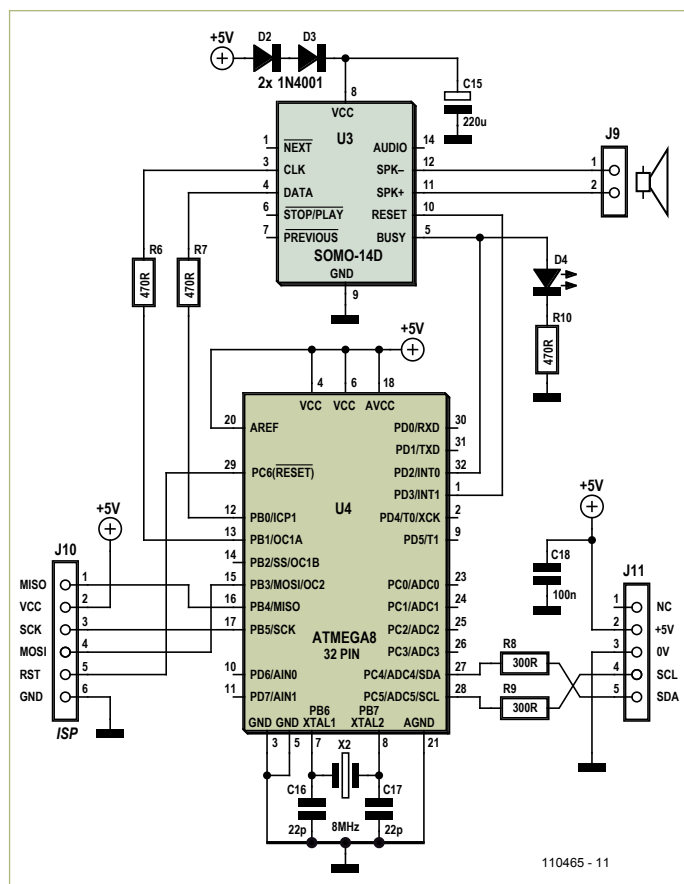 +5V
D2
D3
2x 1N4001
C15
220u
8
VCC
U3
1
NEXT
AUDIO
14
3
CLK
SPK–
12
4
DATA
SPK+
11
6
STOP/PLAY
RESET
10
7
PREVIOUS
BUSY
5
SOMO-14D
GND
9
J9
1
2
R6
470R
R7
470R
D4
R10
470R
+5V
4
6
18
VCC
VCC
AVCC
20
AREF
PD0/RXD
30
PD1/TXD
31
29
PC6(RESET)
PD2/INT0
32
PD3/INT1
1
U4
12
PB0/ICP1
PD4/T0/XCK
2
13
PB1/OC1A
PD5/T1
9
14
PB2/SS/OC1B
15
PB3/MOSI/OC2
PC0/ADC0
23
16
PB4/MISO
PC1/ADC1
24
17
PB5/SCK
PC2/ADC2
25
ATMEGA8
32 PIN
PC3/ADC3
26
10
PD6/AIN0
PC4/ADC4/SDA
27
11
PD7/AIN1
PC5/ADC5/SCL
28
PB6
PB7
GND
GND
XTAL1
XTAL2
AGND
3
5
7
8
21
+5V
J10
MISO
1
VCC
2
SCK
3
MOSI
4
RST
5
GND
6
ISP
+5V
C18
100n
J11
1
NC
2
+5V
3
0V
4
SCL
5
SDA
R8
300R
R9
300R
X2
C16
C17
22p
8MHz
22p
110465 - 11